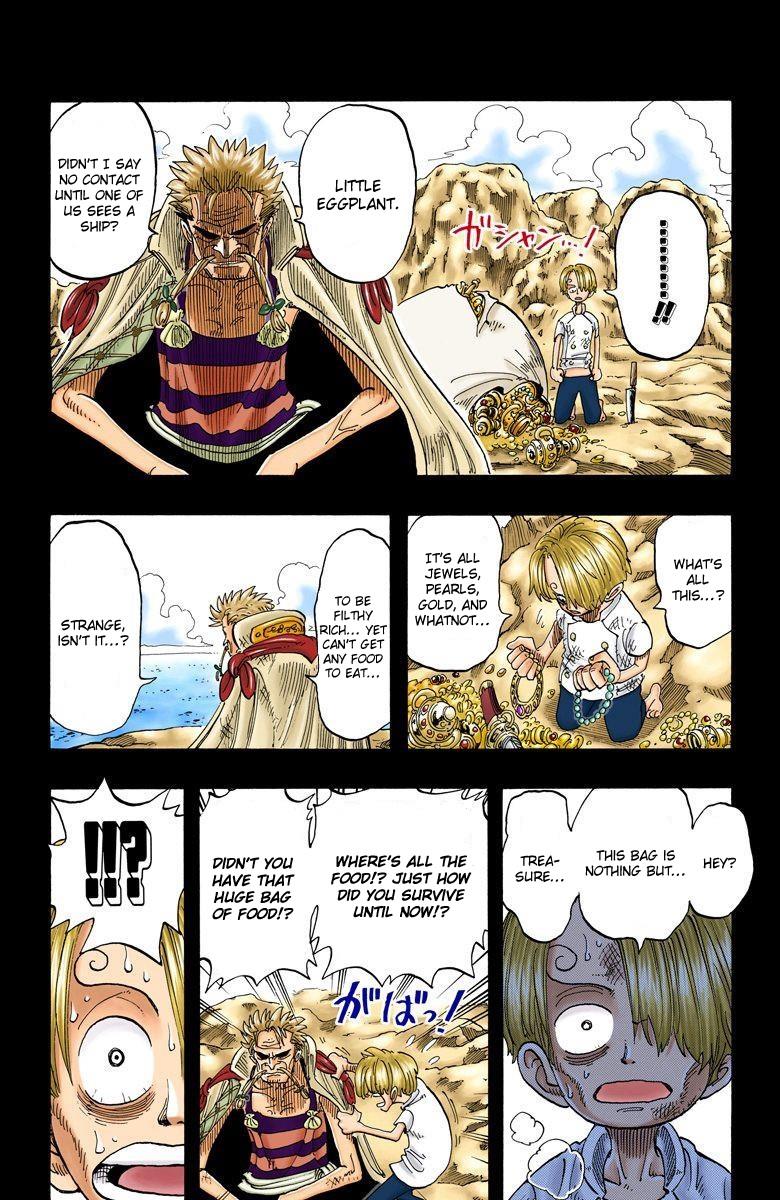 !!
ガシャン…!
LITTLE
EGGPLANT.
DIDN'T I SAY
NO CONTACT
UNTIL ONE OF
US SEES A
SHIP?
WHAT'S
ALL
THIS...?
IT'S ALL
JEWELS,
PEARLS,
GOLD, AND
WHATNOT...
TO BE
FILTHY
RICH... YET
CAN'T GET
ANY FOOD
TO EAT...
STRANGE,
ISN'T IT...?
HEY?
THIS BAG IS
NOTHING BUT...
TREA-
SURE...
WHERE'S ALL THE
FOOD!? JUST HOW
DID YOU SURVIVE
UNTIL NOW!?
DIDN'T YOU
HAVE THAT
HUGE BAG
OF FOOD!?
がばっ!
!!?